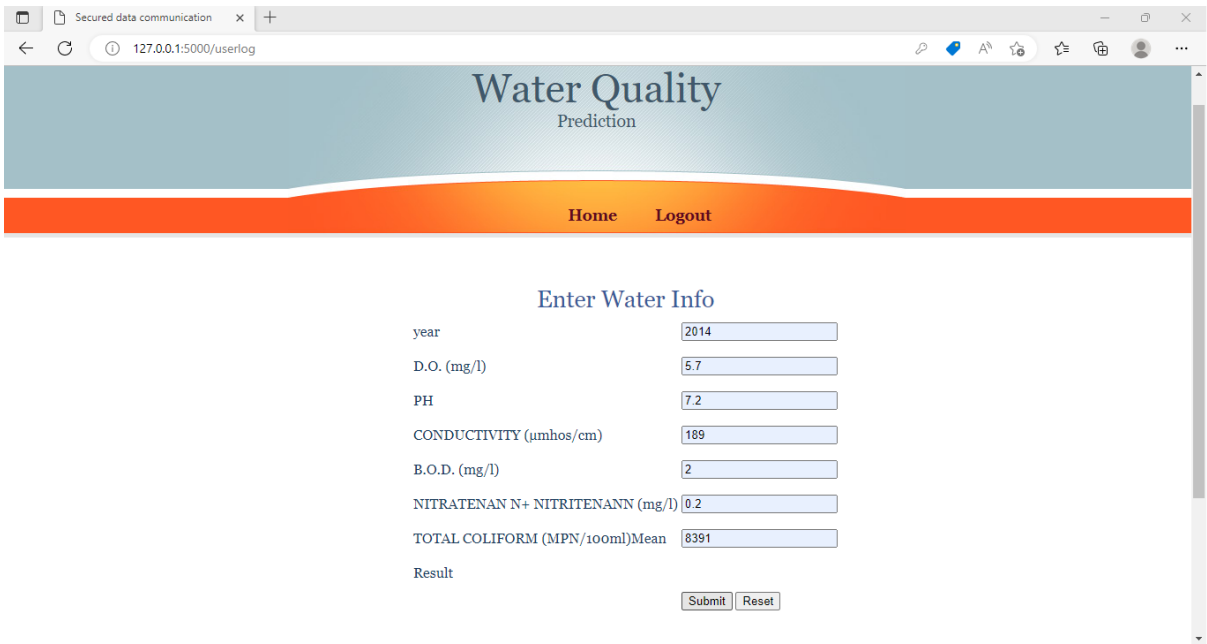 Secured data communication
127.0.0.1:5000/userlog
Water Quality
Prediction
Home Logout
Enter Water Info
year 2014
D.O. (mg/l) 5.7
PH 7.2
CONDUCTIVITY (µmhos/cm) 189
B.O.D. (mg/l) 2
NITRATENAN N+ NITRITENANN (mg/l) 0.2
TOTAL COLIFORM (MPN/100ml)Mean 8391
Result
Submit Reset